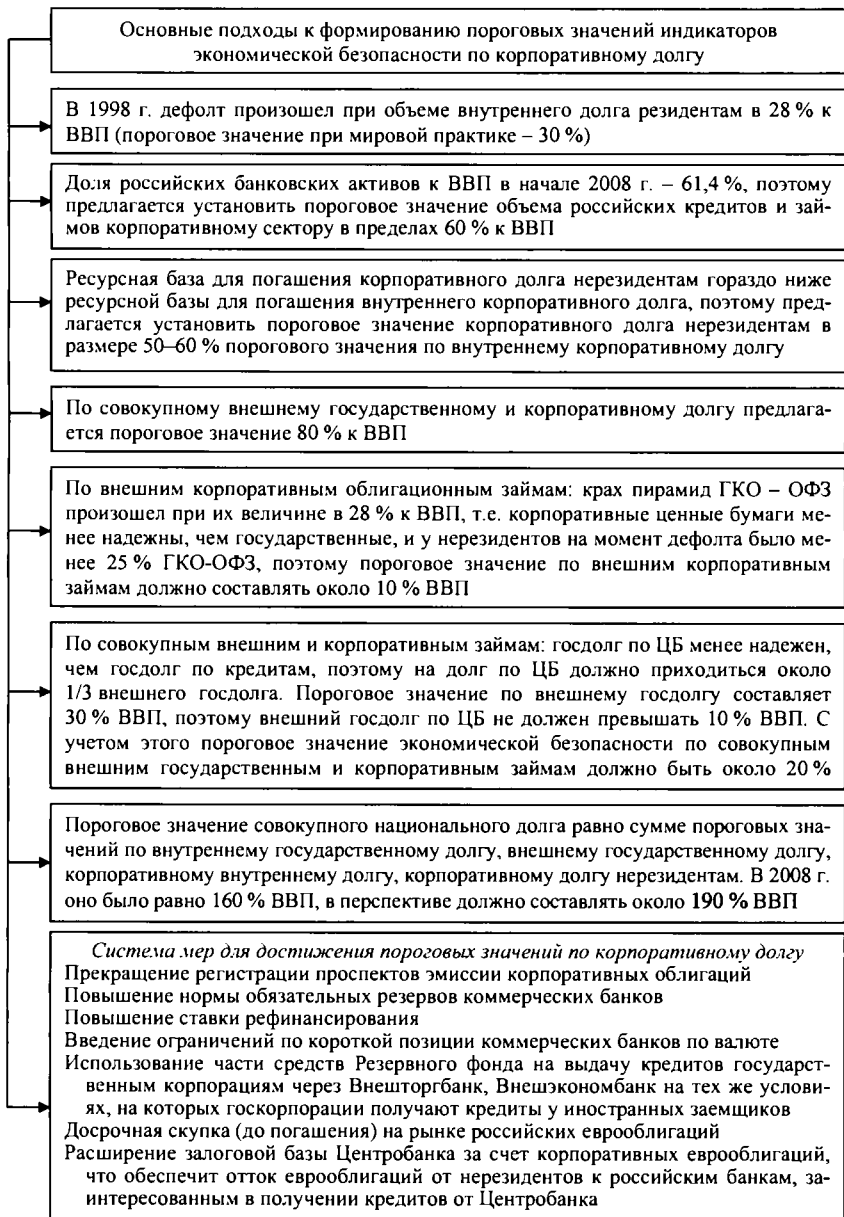 Основные подходы к формированию пороговых значений индикаторов
экономической безопасности по корпоративному долгу
В 1998 г. дефолт произошел при объеме внутреннего долга резидентам в 28 % к
ВВП (пороговое значение при мировой практике – 30 %)
Доля российских банковских активов к ВВП в начале 2008 г. – 61,4 %, поэтому
предлагается установить пороговое значение объема российских кредитов и зай-
мов корпоративному сектору в пределах 60 % к ВВП
Ресурсная база для погашения корпоративного долга нерезидентам гораздо ниже
ресурсной базы для погашения внутреннего корпоративного долга, поэтому пред-
лагается установить пороговое значение корпоративного долга нерезидентам в
размере 50–60 % порогового значения по внутреннему корпоративному долгу
По совокупному внешнему государственному и корпоративному долгу предлага-
ется пороговое значение 80 % к ВВП
По внешним корпоративным облигационным займам: крах пирамид ГКО – ОФЗ
произошел при их величине в 28 % к ВВП, т.е. корпоративные ценные бумаги ме-
нее надежны, чем государственные, и у нерезидентов на момент дефолта было ме-
нее 25 % ГКО-ОФЗ, поэтому пороговое значение по внешним корпоративным
займам должно составлять около 10 % ВВП
По совокупным внешним и корпоративным займам: госдолг по ЦБ менее надежен,
чем госдолг по кредитам, поэтому на долг по ЦБ должно приходиться около
1/3 внешнего госдолга. Пороговое значение по внешнему госдолгу составляет
30 % ВВП, поэтому внешний госдолг по ЦБ не должен превышать 10 % ВВП. С
учетом этого пороговое значение экономической безопасности по совокупным
внешним государственным и корпоративным займам должно быть около 20 %
Пороговое значение совокупного национального долга равно сумме пороговых зна-
чений по внутреннему государственному долгу, внешнему государственному долгу,
корпоративному внутреннему долгу, корпоративному долгу нерезидентам. В 2008 г.
оно было равно 160 % ВВП, в перспективе должно составлять около 190 % ВВП
Система мер для достижения пороговых значений по корпоративному долгу
Прекращение регистрации проспектов эмиссии корпоративных облигаций
Повышение нормы обязательных резервов коммерческих банков
Повышение ставки рефинансирования
Введение ограничений по короткой позиции коммерческих банков по валюте
Использование части средств Резервного фонда на выдачу кредитов государст-
венным корпорациям через Внешторгбанк, Внешэкономбанк на тех же услови-
ях, на которых госкорпорации получают кредиты у иностранных заемщиков
Досрочная скупка (до погашения) на рынке российских еврооблигаций
Расширение залоговой базы Центробанка за счет корпоративных еврооблигаций,
что обеспечит отток еврооблигаций от нерезидентов к российским банкам, за-
интересованным в получении кредитов от Центробанка